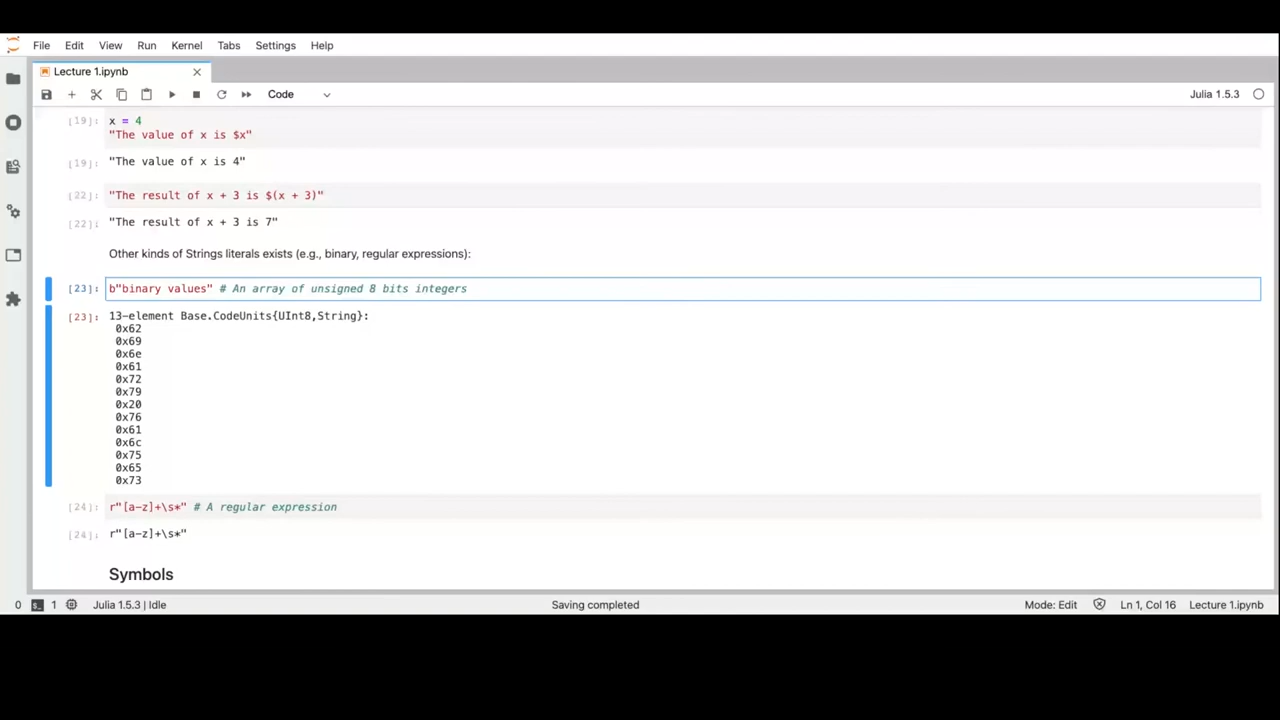 File Edit View Run Kernel Tabs Settings Help
Lecture 1.ipynb
Code
Julia 1.5.3
[19]: x = 4
"The value of x is $x"
[19]: "The value of x is 4"
[22]: "The result of x + 3 is $(x + 3)"
[22]: "The result of x + 3 is 7"
Other kinds of Strings literals exists (e.g., binary, regular expressions):
[23]: b"binary values" # An array of unsigned 8 bits integers
[23]: 13-element Base.CodeUnits{UInt8,String}:
0x62
0x69
0x6e
0x61
0x72
0x79
0x20
0x76
0x61
0x6c
0x75
0x65
0x73
[24]: r"[a-z]+\s*" # A regular expression
[24]: r"[a-z]+\s*"
Symbols
0 $_ 1 Julia 1.5.3 | Idle Saving completed Mode: Edit Ln 1, Col 16 Lecture 1.ipynb